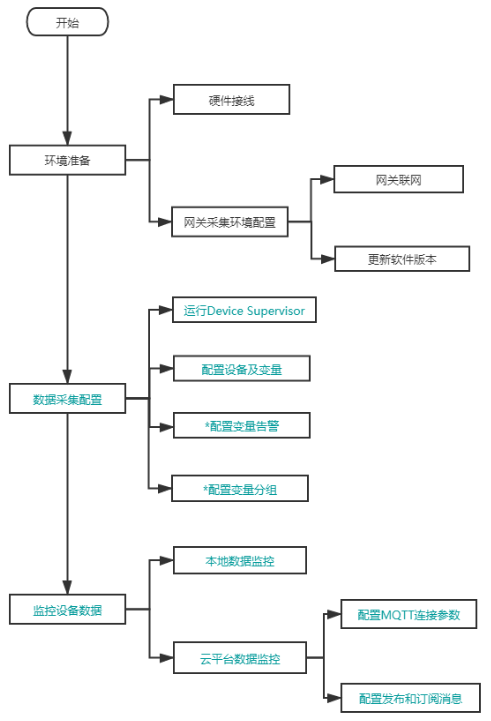 开始
硬件接线
环境准备
网关联网
网关采集环境配置
更新软件版本
运行Device Supervisor
配置设备及变量
数据采集配置
*配置变量告警
*配置变量分组
本地数据监控
监控设备数据
配置MQTT连接参数
云平台数据监控
配置发布和订阅消息